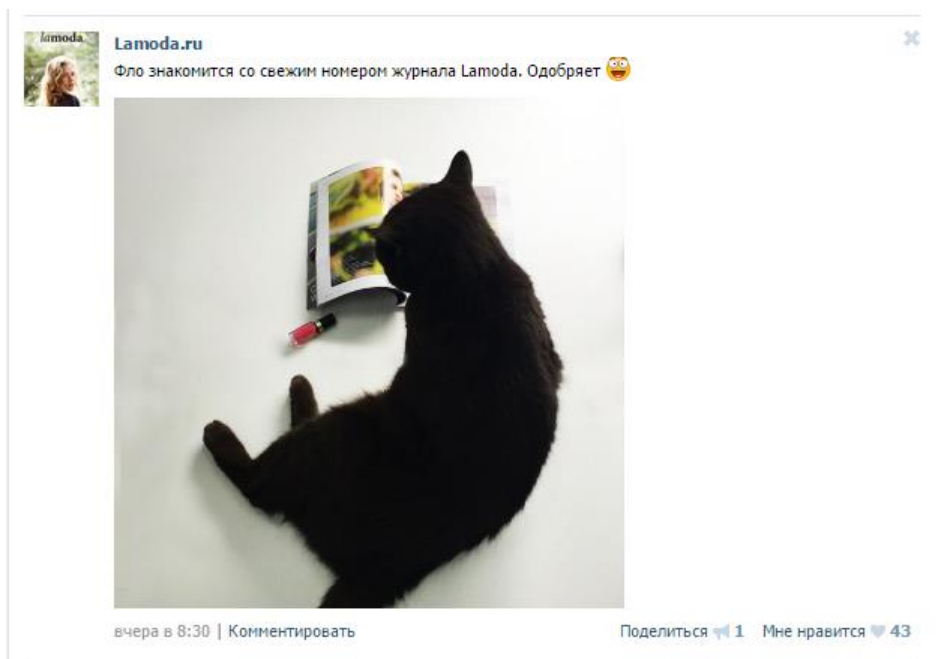 lamoda
Lamoda.ru
Фло знакомится со свежим номером журнала Lamoda. Одобряет
вчера в 8:30 | Комментировать
Поделиться 1 Мне нравится 43